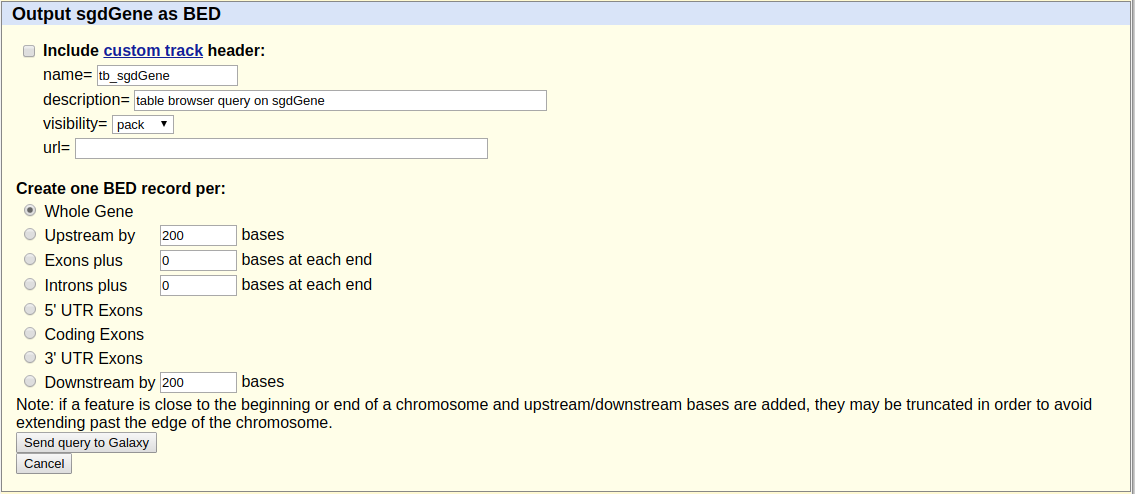 Output sgdGene as BED
Include custom track header:
name= tb_sgdGene
description= table browser query on sgdGene
visibility= pack
url=
Create one BED record per:
Whole Gene
Upstream by 200 bases
Exons plus 0 bases at each end
Introns plus 0 bases at each end
5' UTR Exons
Coding Exons
3' UTR Exons
Downstream by 200 bases
Note: if a feature is close to the beginning or end of a chromosome and upstream/downstream bases are added, they may be truncated in order to avoid
extending past the edge of the chromosome.
Send query to Galaxy
Cancel